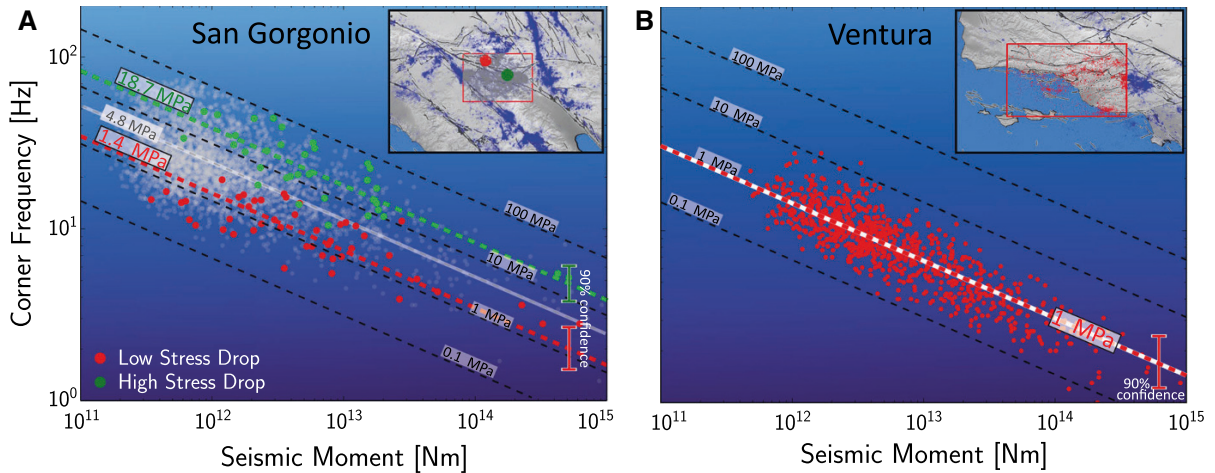 A
San Gorgonio
10²
10¹
10⁰
Corner Frequency [Hz]
18.7 MPa
4.8 MPa
1.4 MPa
100 MPa
10 MPa
1 MPa
0.1 MPa
90% confidence
Low Stress Drop
High Stress Drop
10¹¹
10¹²
10¹³
10¹⁴
10¹⁵
Seismic Moment [Nm]
B
Ventura
100 MPa
10 MPa
1 MPa
0.1 MPa
1 MPa
90%
confidence
10¹¹
10¹²
10¹³
10¹⁴
10¹⁵
Seismic Moment [Nm]